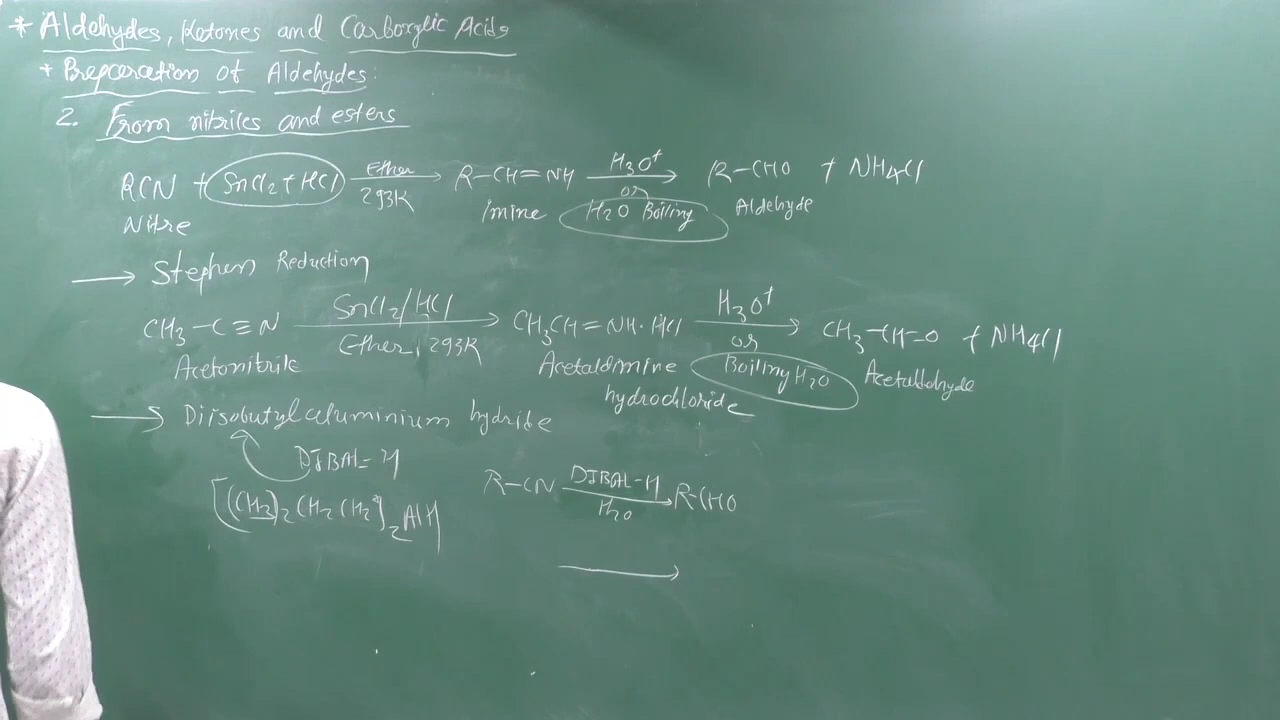 * Aldehydes, Ketones and Carboxylic Acids
+ Preparation of Aldehydes:
2. From nitriles and esters
RCN + SnCl2 + HCl Ether 293K R-CH=NH H3O+ or H2O Boiling R-CHO + NH4Cl
Nitre imine Aldehyde
→ Stephen Reduction
CH3-C≡N SnCl2/HCl Ether, 293K CH3CH=NH·HCl H3O+ or Boiling H2O CH3-CH=O + NH4Cl
Acetonitrile Acetaldimine hydrochloride Acetaldehyde
→ Diisobutylaluminium hydride
DIBAL-H
[(CH3)2CH2CH2]2AlH R-CN DIBAL-H H2O R-CHO
→